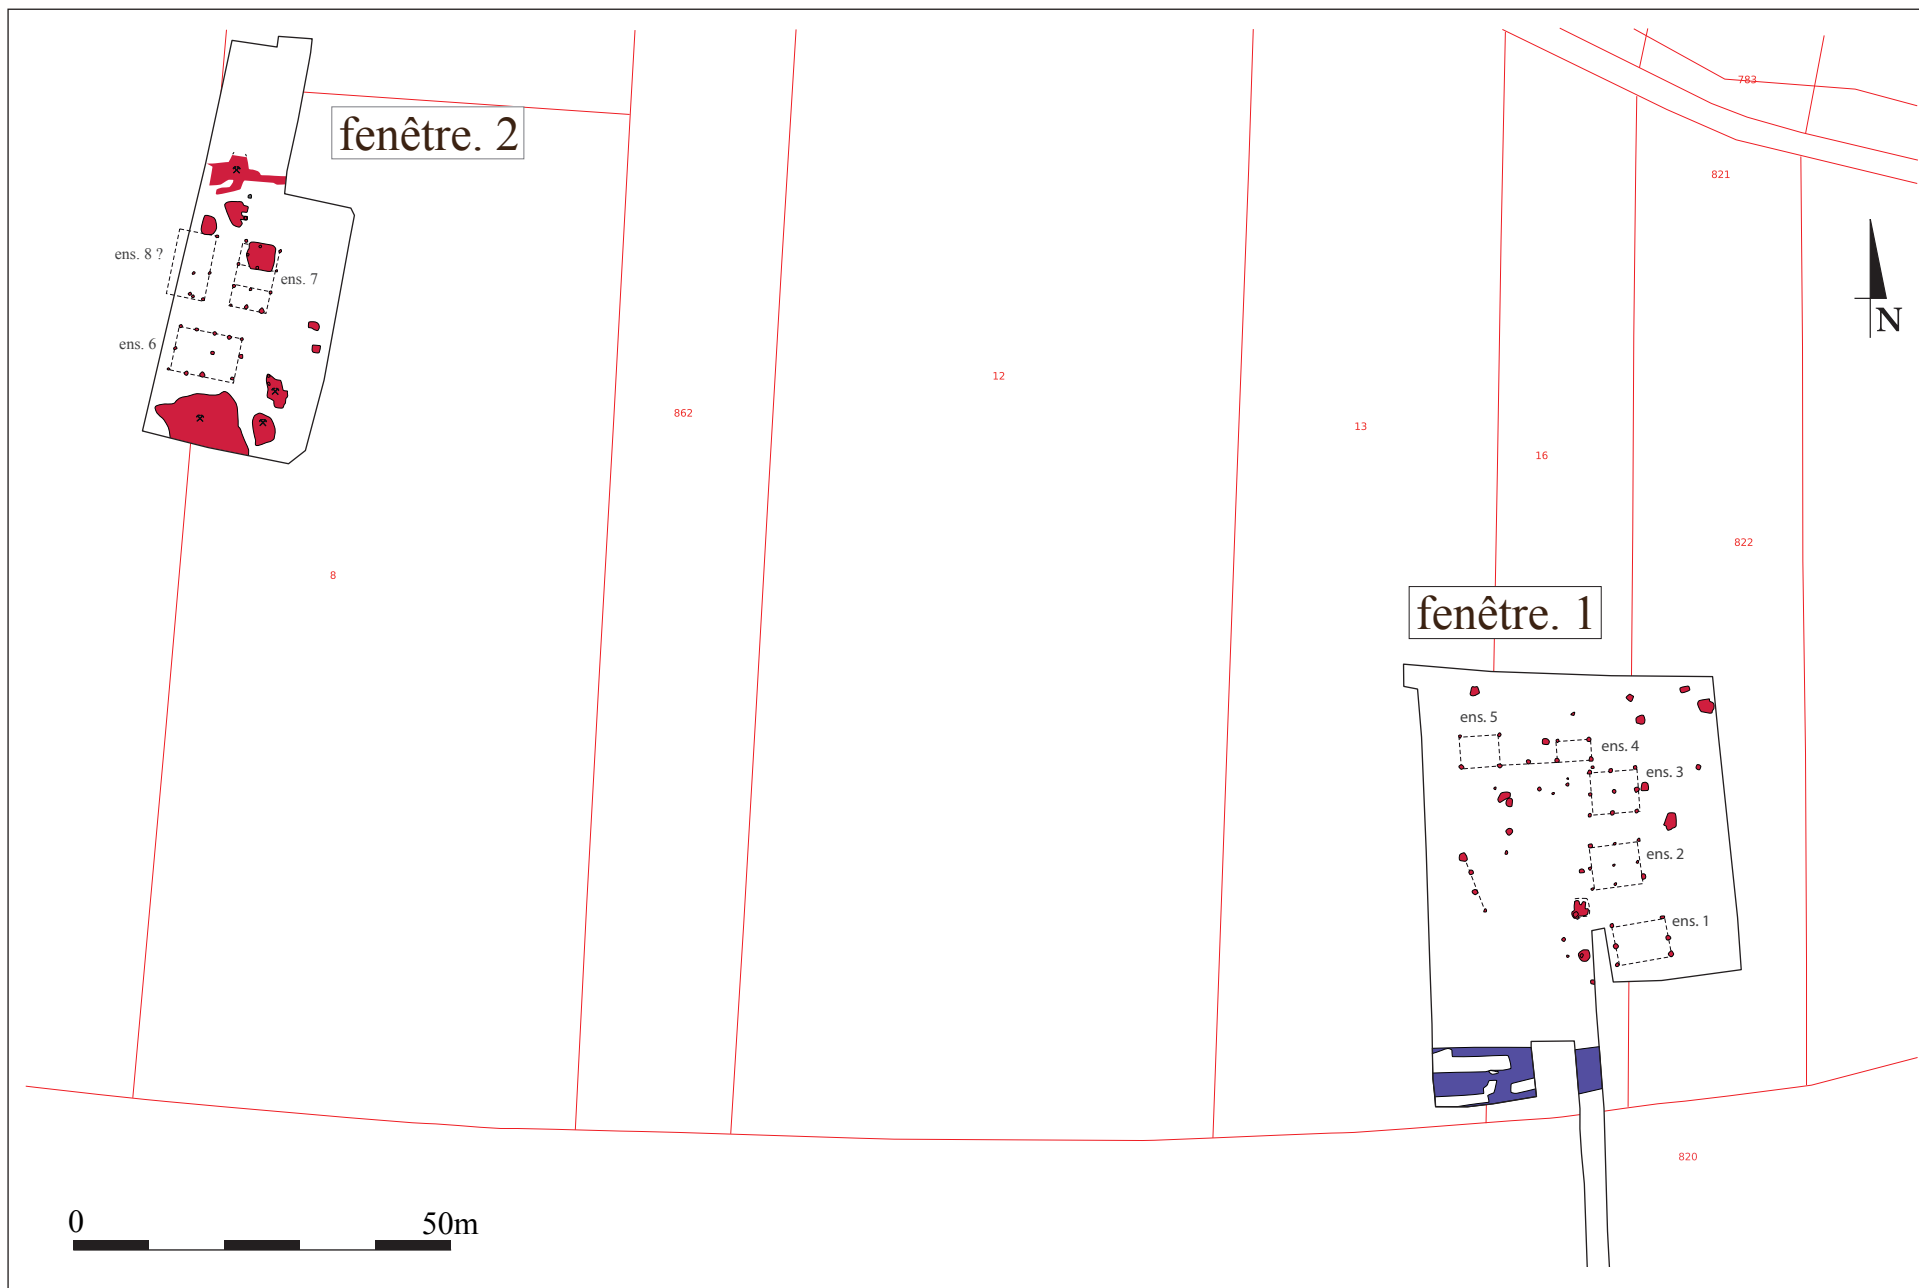 783
fenêtre. 2
821
ens. 8 ?
ens. 7
N
ens. 6
12
862
13
16
822
8
fenêtre. 1
ens. 5
ens. 4
ens. 3
ens. 2
ens. 1
820
0 50m